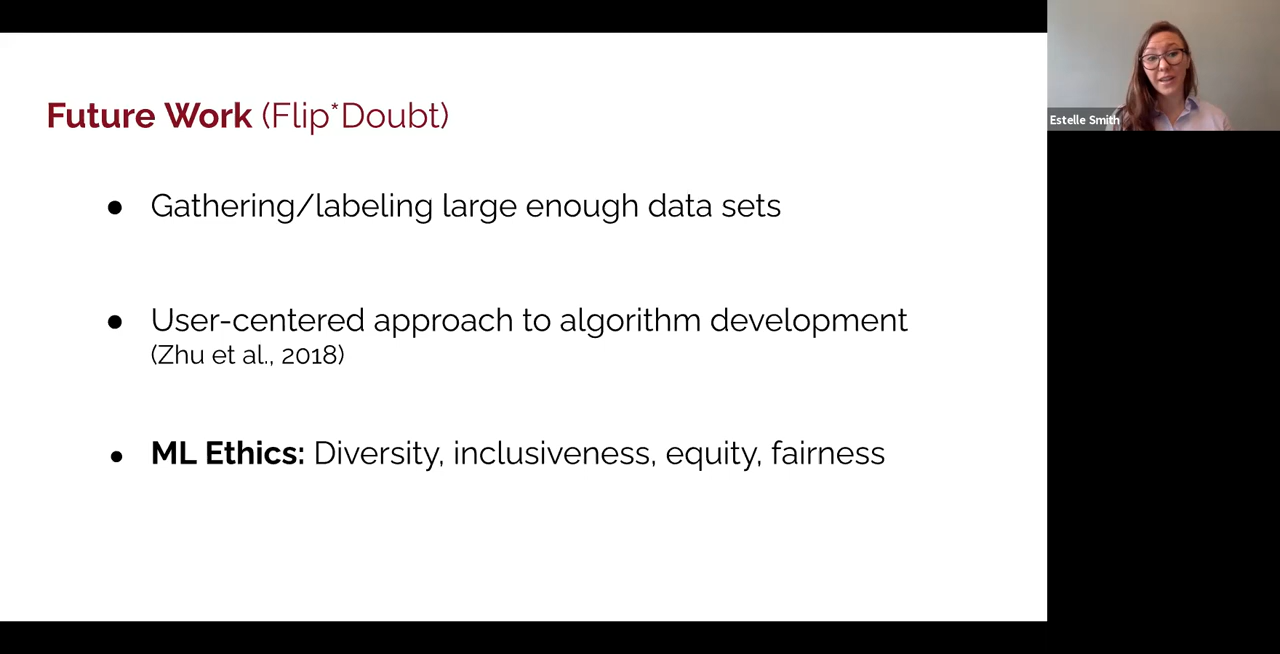 Future Work (Flip*Doubt)
● Gathering/labeling large enough data sets
● User-centered approach to algorithm development
(Zhu et al., 2018)
● ML Ethics: Diversity, inclusiveness, equity, fairness
Estelle Smith